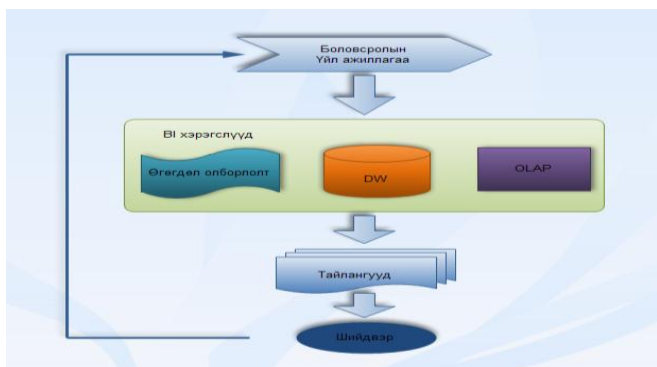 Боловсролын
Үйл ажиллагаа
BI хэрэгслүүд
Өгөгдөл олборлолт
DW
OLAP
Тайлангууд
Шийдвэр